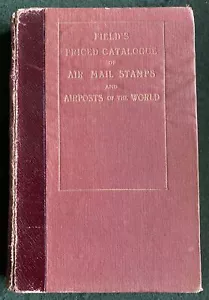 FIELD'S
PRICED CATALOGUE
OF
AIR MAIL STAMPS
AND
AIRPOSTS OF THE WORLD